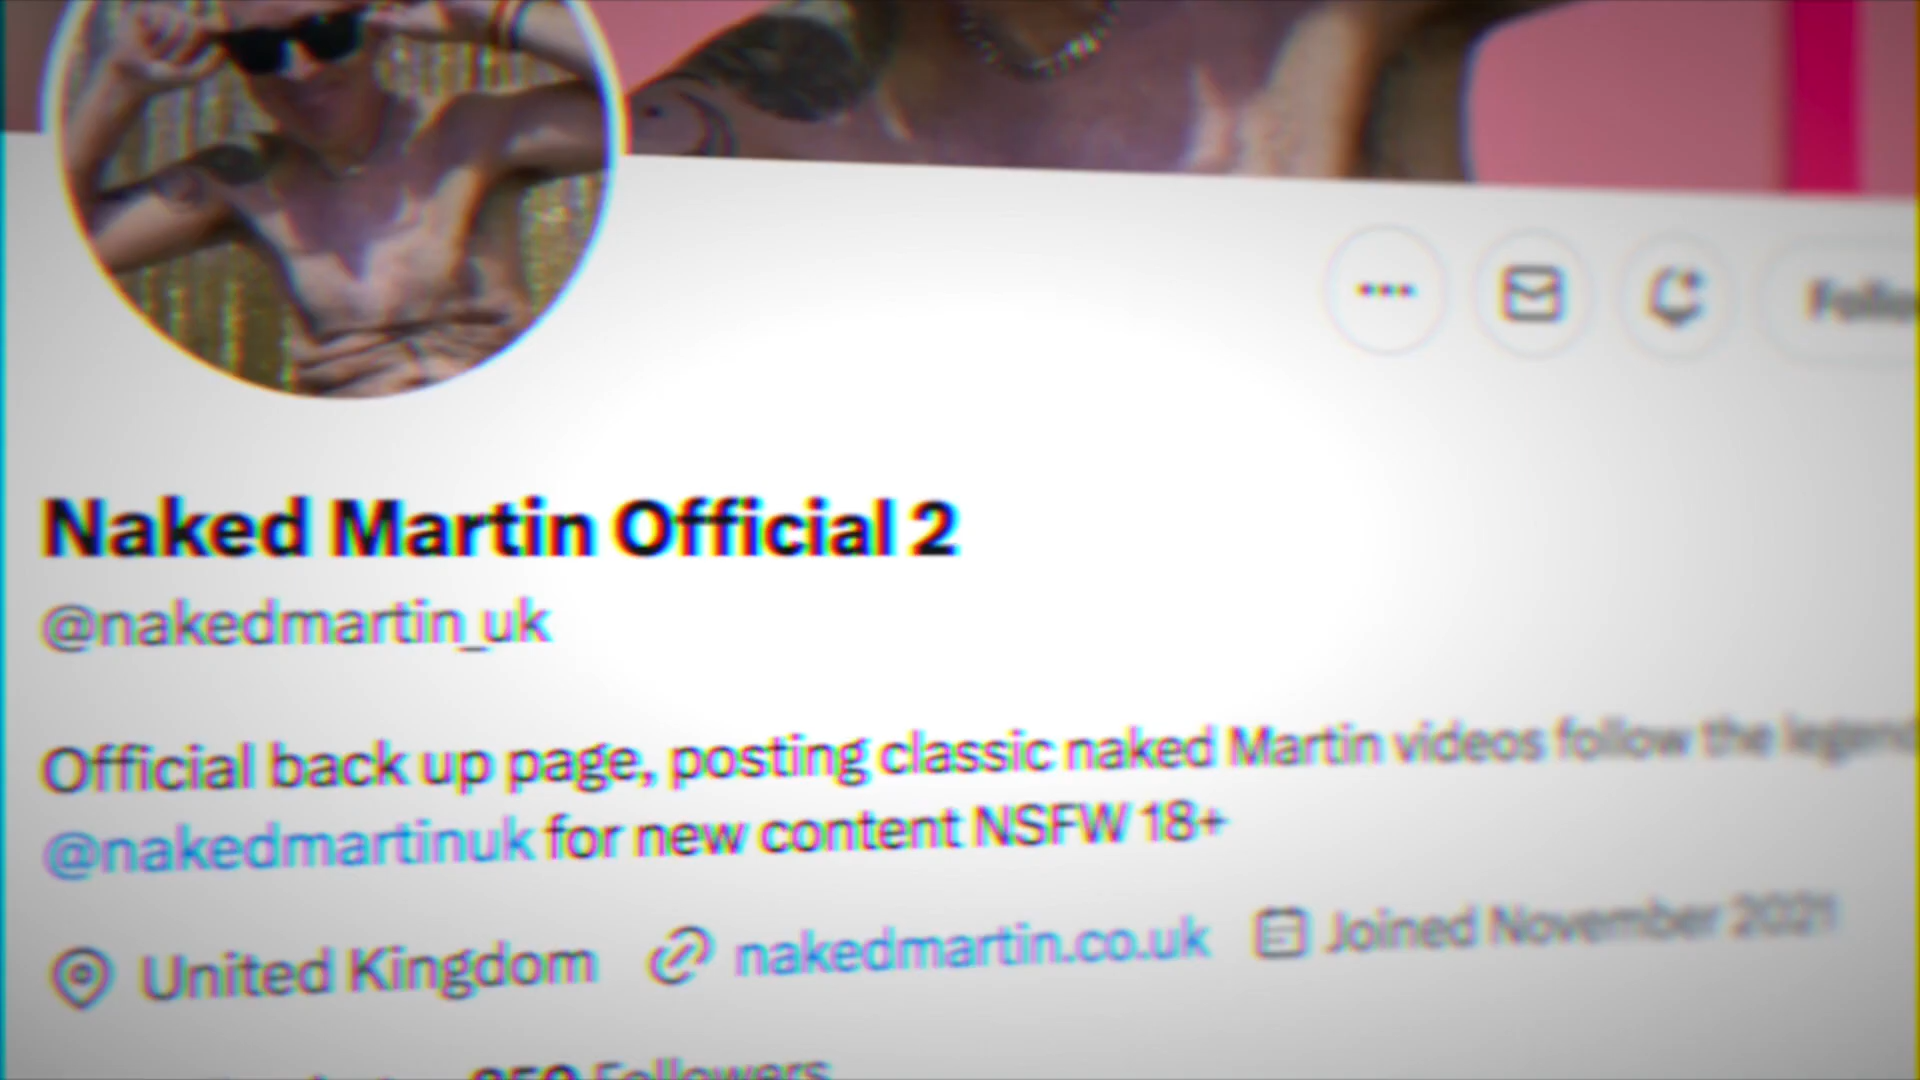 Naked Martin Official 2
@nakedmartin_uk
Official back up page, posting classic naked Martin videos follow the legend
@nakedmartinuk for new content NSFW 18+
United Kingdom nakedmartin.co.uk Joined November 2021
Followers